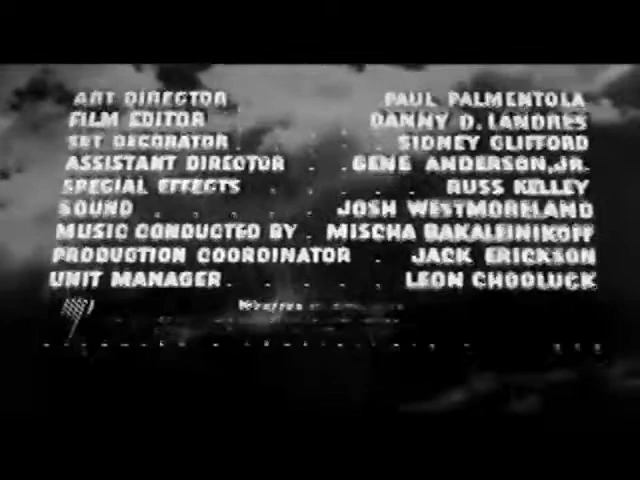 ART DIRECTOR PAUL PALMENTOLA
FILM EDITOR . . . . . DANNY D. LANDRES
SET DECORATOR . . . . . SIDNEY CLIFFORD
ASSISTANT DIRECTOR . . . GENE ANDERSON, JR.
SPECIAL EFFECTS . . . . . RUSS KELLEY
SOUND . . . . . . JOSH WESTMORELAND
MUSIC CONDUCTED BY . MISCHA BAKALEINIKOFF
PRODUCTION COORDINATOR . JACK ERICKSON
UNIT MANAGER . . . . . LEON CHOOLUCK